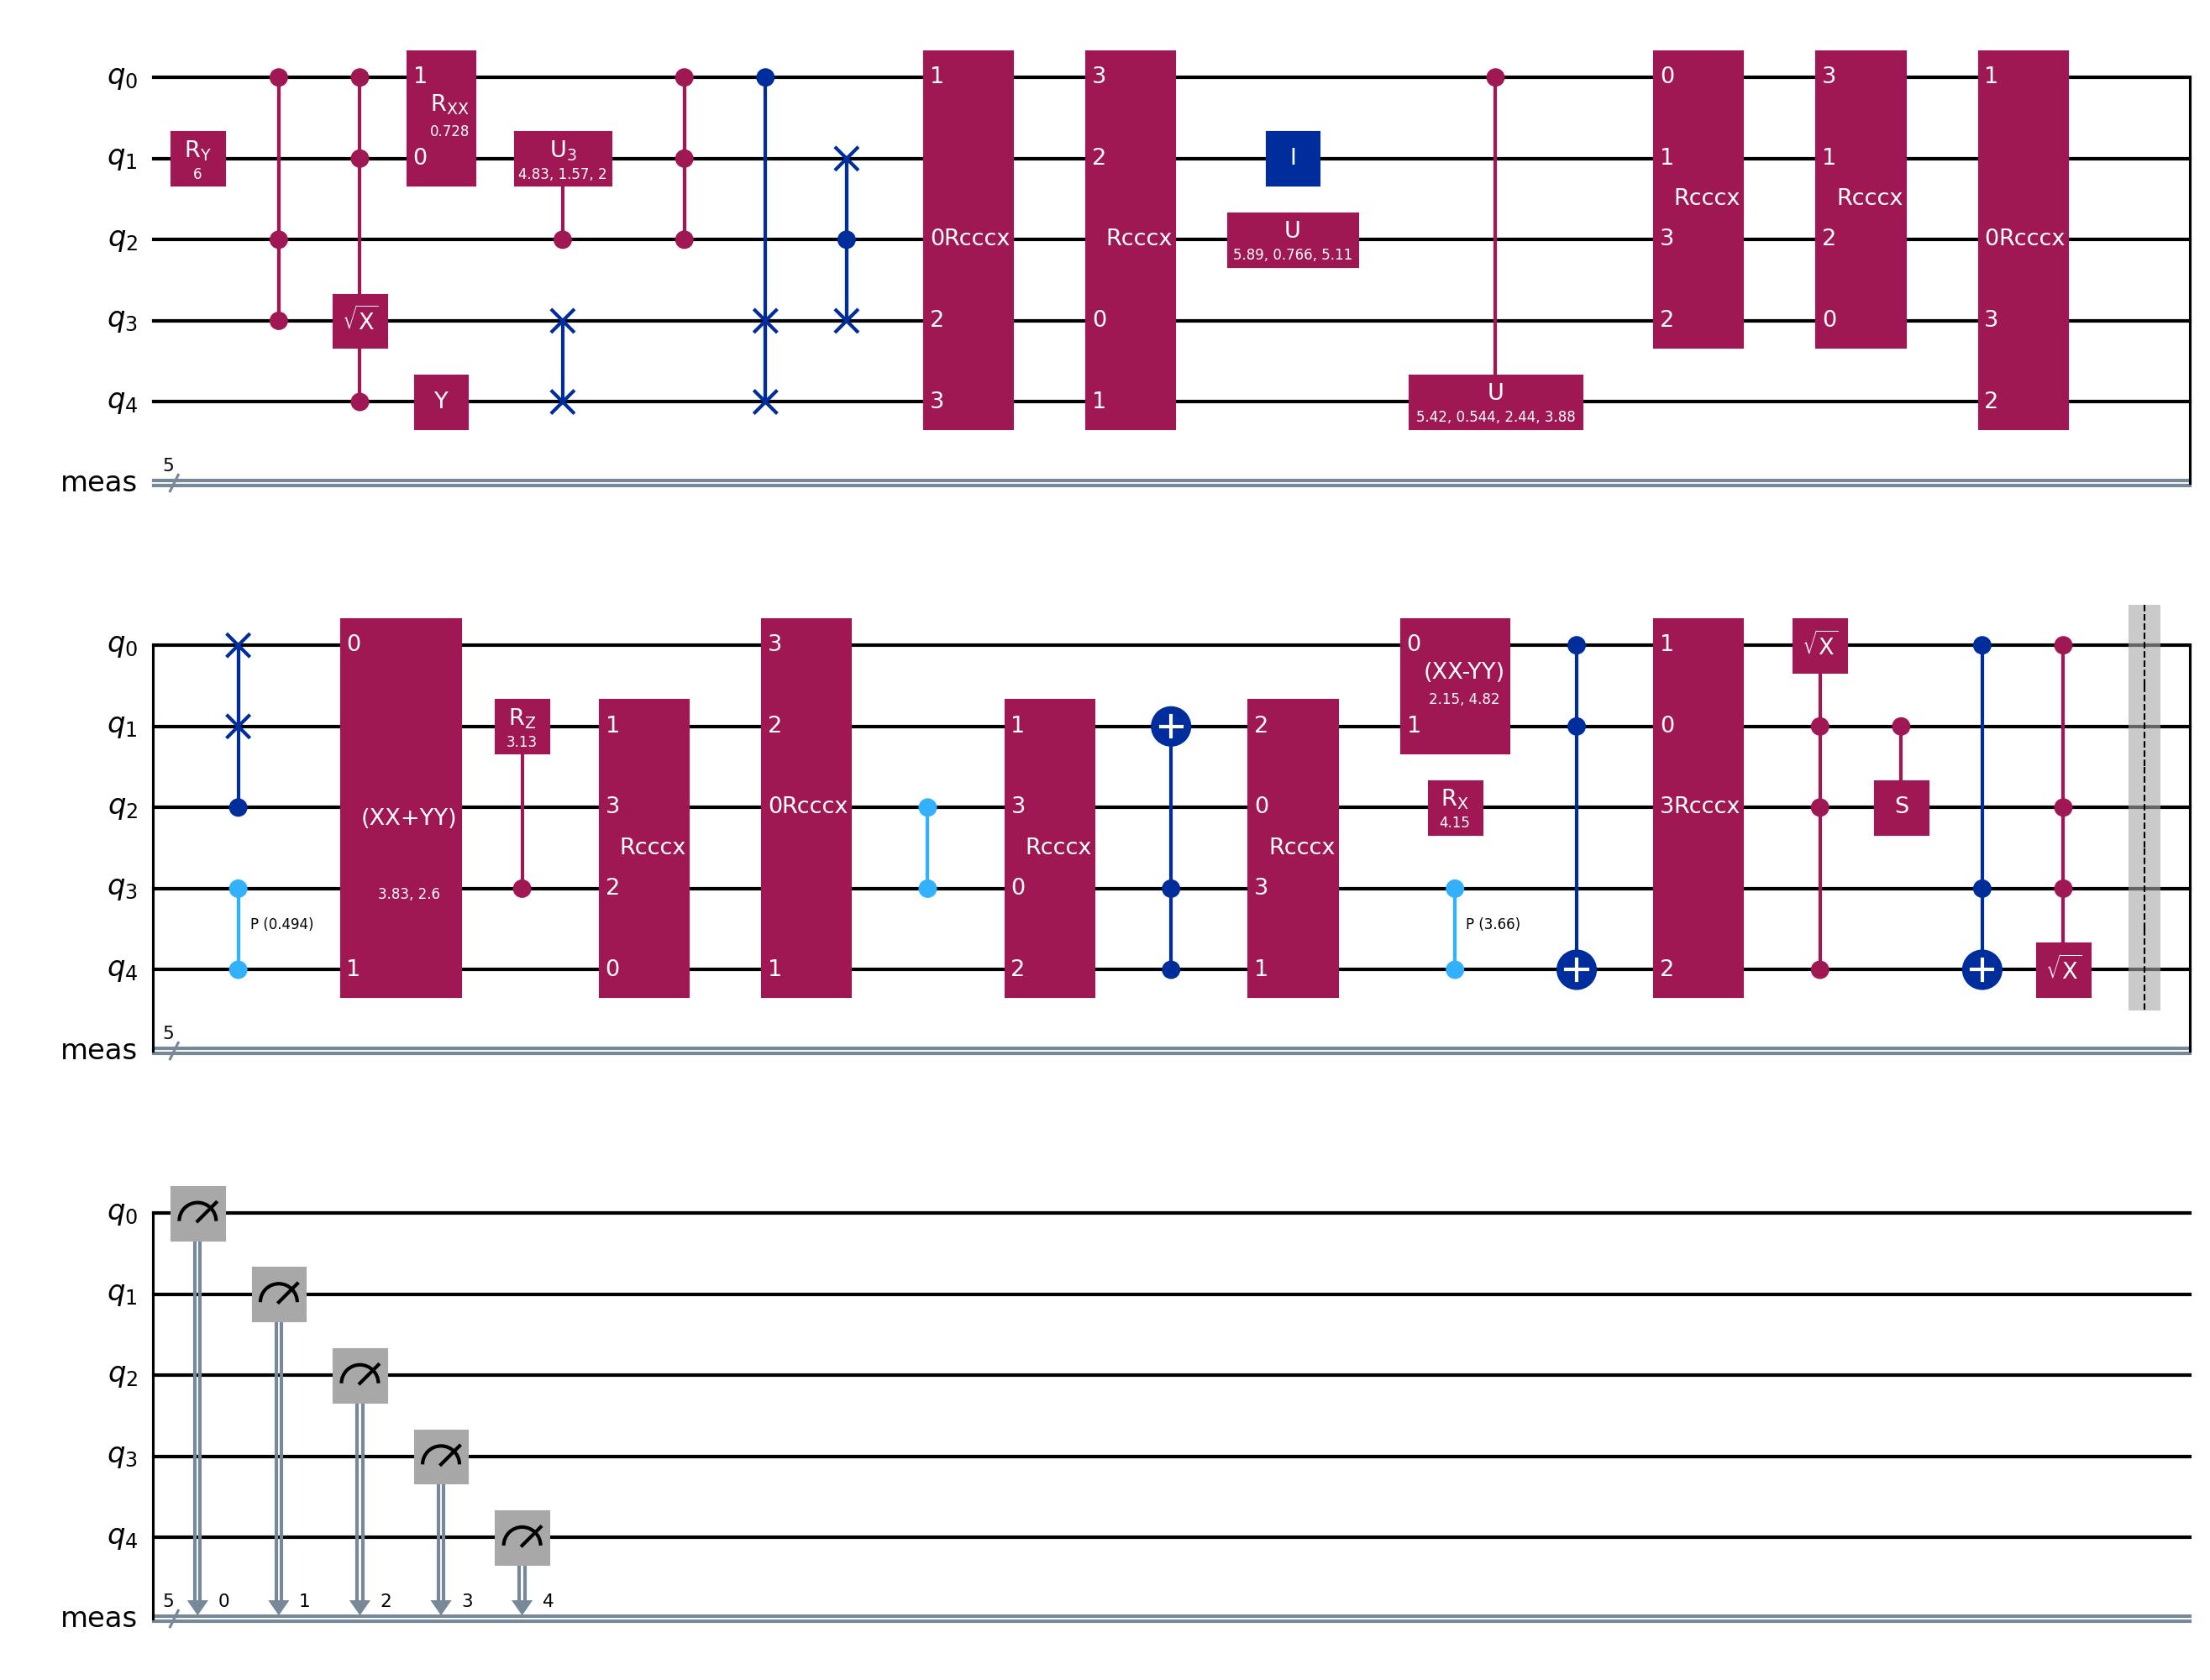 q0 1 1 3 0 3 1
RXX
0.728
RY
6
q1 0 U3 2 I 1 1
4.83, 1.57, 2
Rcccx Rcccx
q2 0Rcccx Rcccx U 3 2 0Rcccx
5.89, 0.766, 5.11
q3 √X 2 0 2 0 3
q4 Y 3 1 U 2
5.42, 0.544, 2.44, 3.88
5
meas
q0 0 3 0 1 √X
(XX-YY)
2.15, 4.82
q1 RZ 1 2 1 2 1 0
3.13
q2 (XX+YY) 3 0Rcccx 3 0 RX 3Rcccx S
4.15
Rcccx Rcccx Rcccx
q3 3.83, 2.6 2 0 3
P (0.494) P (3.66)
q4 1 0 1 2 1 2 √X
5
meas
q0
q1
q2
q3
q4
5 0 1 2 3 4
meas